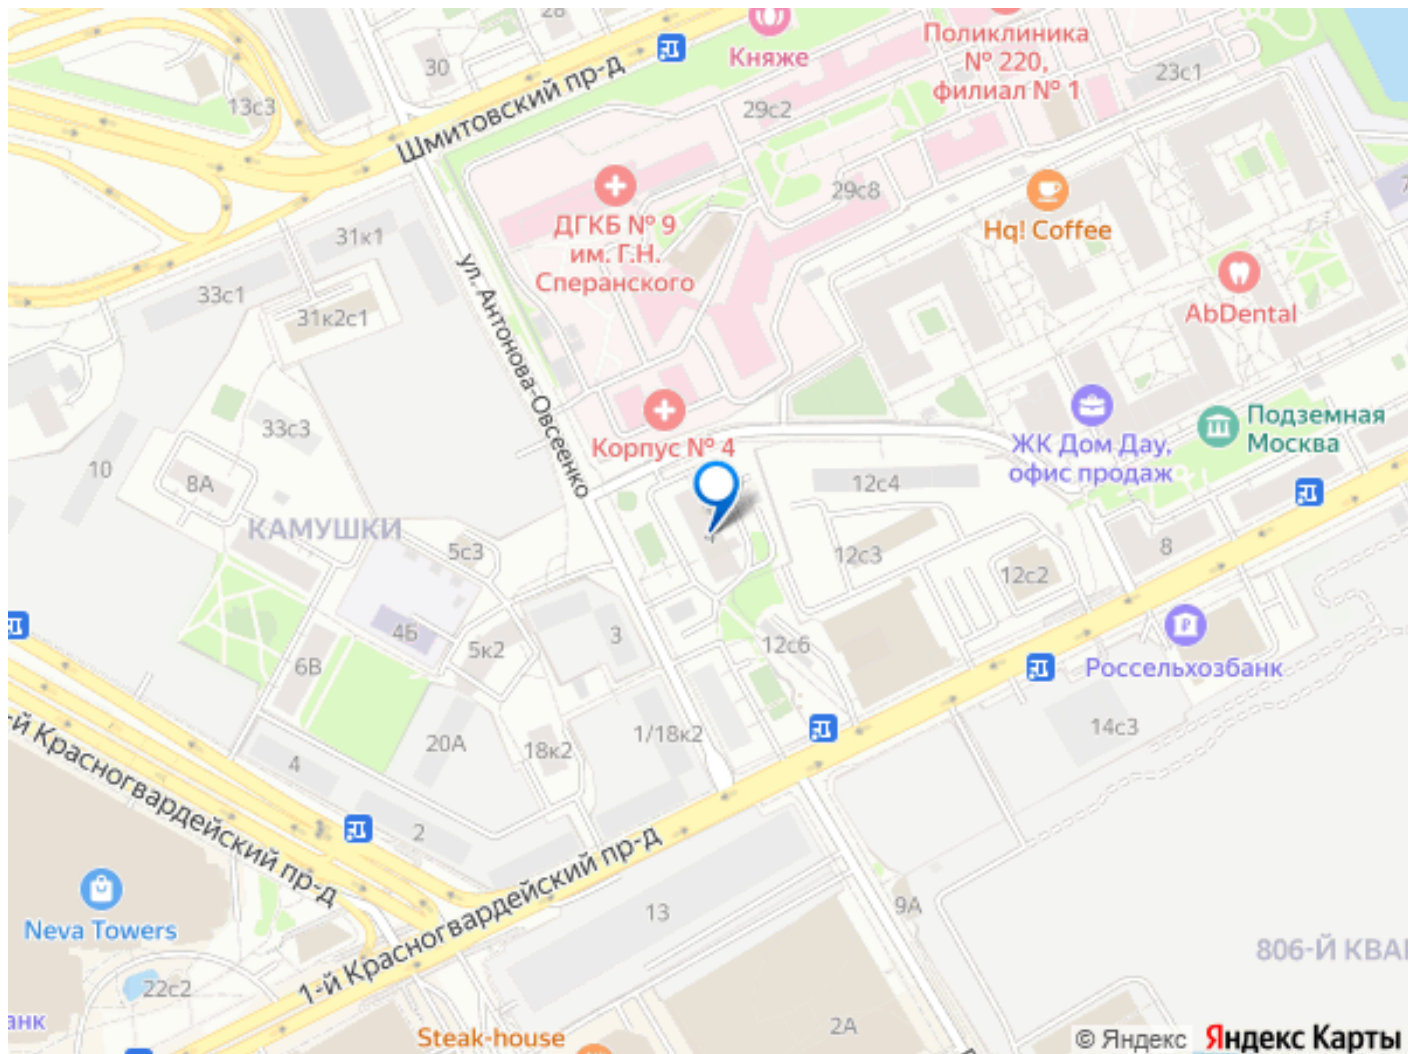 28
30
13с3
Шмитовский пр-д
Княже
Поликлиника
№ 220,
филиал № 1
23с1
29с2
29с8
ДГКБ № 9
им. Г.Н.
Сперанского
Hq! Coffee
AbDental
31к1
33с1
31к2с1
ул. Антонова-Овсеенко
33с3
10
8А
КАМУШКИ
Корпус № 4
ЖК Дом Дау,
офис продаж
Подземная
Москва
12с4
12с3
12с2
8
4
5с3
4Б
5к2
3
6В
12с6
Россельхозбанк
14с3
20А
18к2
1/18к2
4
2
-й Красногвардейский пр-д
1-й Красногвардейский пр-д
Neva Towers
13
9А
806-Й КВА
22с2
нк
Steak-house
2А
© Яндекс Яндекс Карты